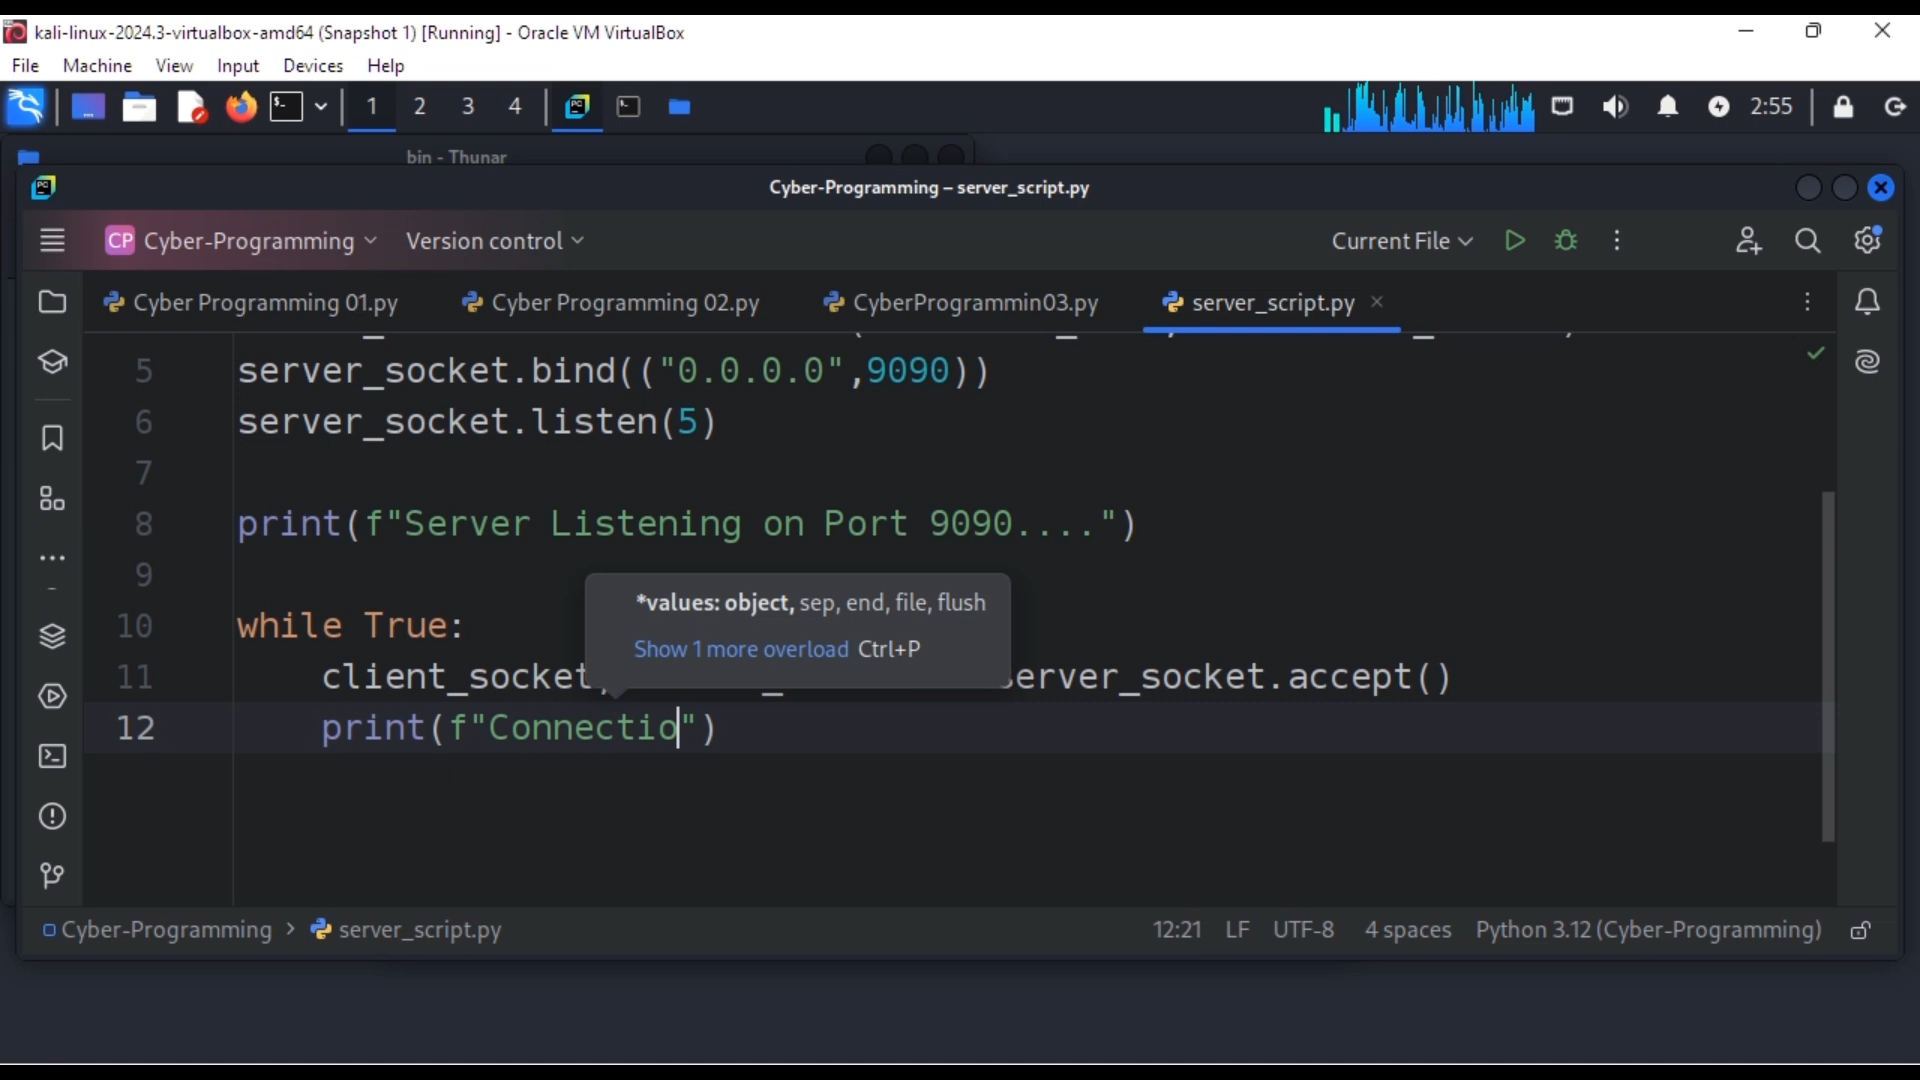 kali-linux-2024.3-virtualbox-amd64 (Snapshot 1) [Running] - Oracle VM VirtualBox
File Machine View Input Devices Help
1 2 3 4 2:55
bin - Thunar
Cyber-Programming – server_script.py
CP Cyber-Programming Version control Current File
Cyber Programming 01.py Cyber Programming 02.py CyberProgrammin03.py server_script.py
5 server_socket.bind(("0.0.0.0",9090))
6 server_socket.listen(5)
7
8 print(f"Server Listening on Port 9090....")
9
*values: object, sep, end, file, flush
10 while True:
Show 1 more overload Ctrl+P
11 client_socket, server_socket.accept()
12 print(f"Connectio")
Cyber-Programming > server_script.py 12:21 LF UTF-8 4 spaces Python 3.12 (Cyber-Programming)